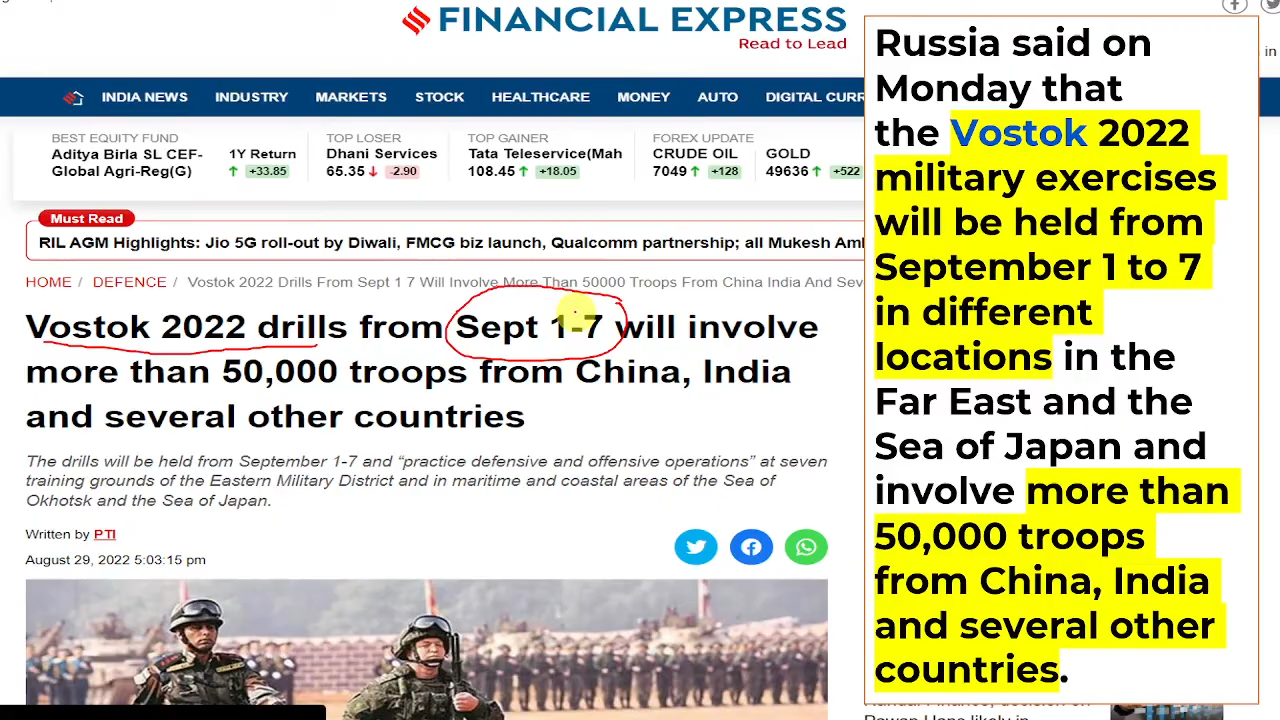 FINANCIAL EXPRESS
Read to Lead
in
INDIA NEWS INDUSTRY MARKETS STOCK HEALTHCARE MONEY AUTO DIGITAL CURR
BEST EQUITY FUND TOP LOSER TOP GAINER FOREX UPDATE
Aditya Birla SL CEF- 1Y Return Dhani Services Tata Teleservice(Mah CRUDE OIL GOLD
Global Agri-Reg(G) ↑ +33.85 65.35 ↓ -2.90 108.45 ↑ +18.05 7049 ↑ +128 49636 ↑ +522
Must Read
RIL AGM Highlights: Jio 5G roll-out by Diwali, FMCG biz launch, Qualcomm partnership; all Mukesh Am
HOME / DEFENCE / Vostok 2022 Drills From Sept 1 7 Will Involve More Than 50000 Troops From China India And Seve
Vostok 2022 drills from Sept 1-7 will involve
more than 50,000 troops from China, India
and several other countries
The drills will be held from September 1-7 and “practice defensive and offensive operations” at seven
training grounds of the Eastern Military District and in maritime and coastal areas of the Sea of
Okhotsk and the Sea of Japan.
Written by PTI
August 29, 2022 5:03:15 pm
Russia said on
Monday that
the Vostok 2022
military exercises
will be held from
September 1 to 7
in different
locations in the
Far East and the
Sea of Japan and
involve more than
50,000 troops
from China, India
and several other
countries.